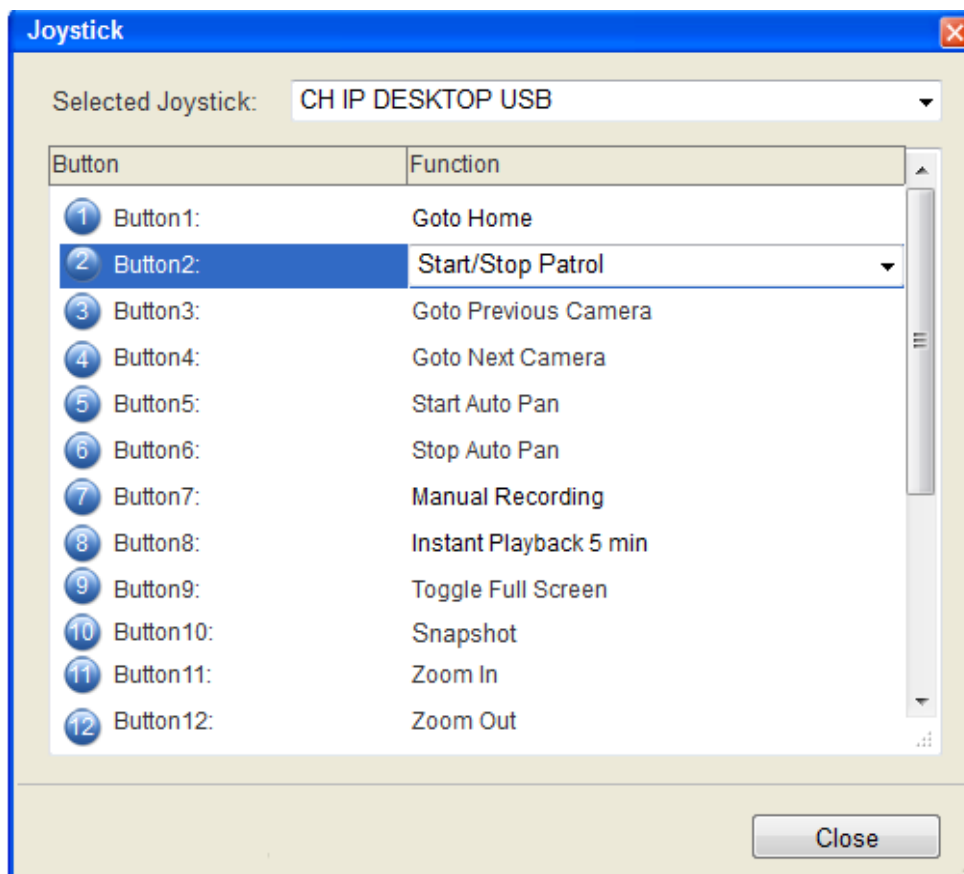 Joystick
Selected Joystick: CH IP DESKTOP USB
Button Function
1 Button1: Goto Home
2 Button2: Start/Stop Patrol
3 Button3: Goto Previous Camera
4 Button4: Goto Next Camera
5 Button5: Start Auto Pan
6 Button6: Stop Auto Pan
7 Button7: Manual Recording
8 Button8: Instant Playback 5 min
9 Button9: Toggle Full Screen
10 Button10: Snapshot
11 Button11: Zoom In
12 Button12: Zoom Out
Close